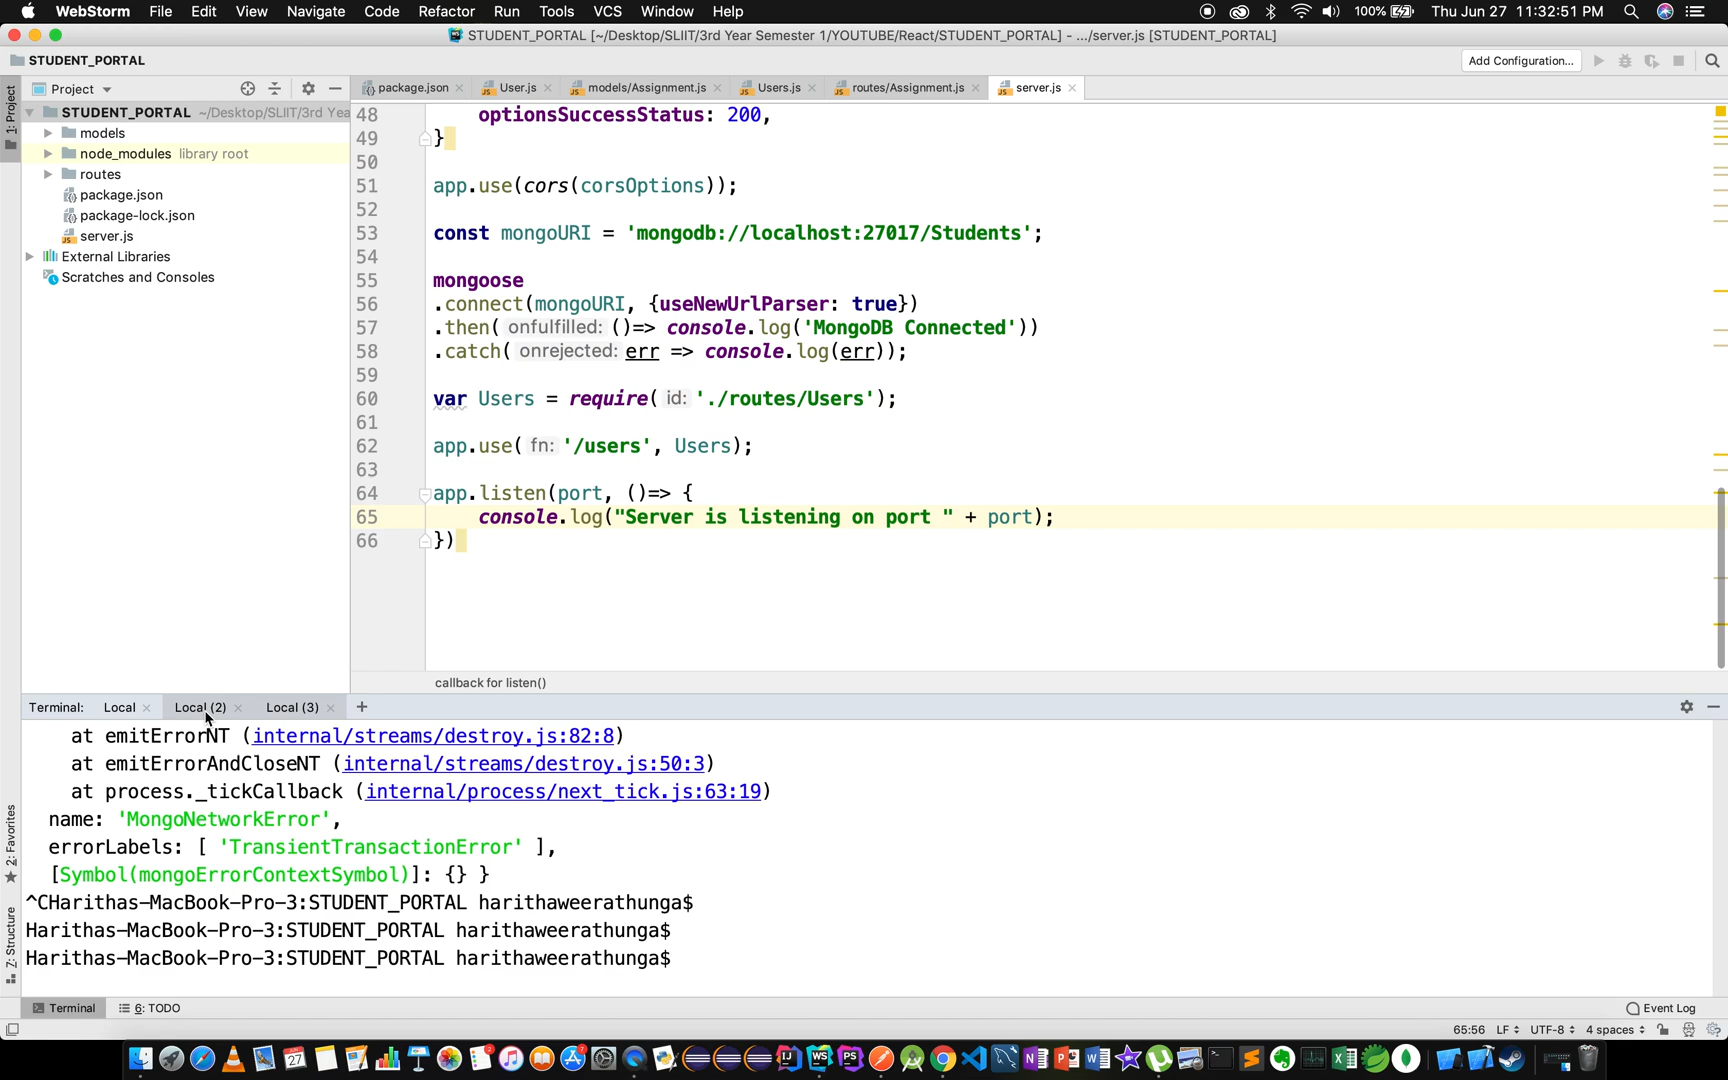 WebStorm File Edit View Navigate Code Refactor Run Tools VCS Window Help 100% Thu Jun 27 11:32:51 PM
STUDENT_PORTAL [~/Desktop/SLIIT/3rd Year Semester 1/YOUTUBE/React/STUDENT_PORTAL] - .../server.js [STUDENT_PORTAL]
STUDENT_PORTAL Add Configuration...
Project package.json User.js models/Assignment.js Users.js routes/Assignment.js server.js
1: Project
STUDENT_PORTAL ~/Desktop/SLIIT/3rd Yea
models
node_modules library root
routes
package.json
package-lock.json
server.js
External Libraries
Scratches and Consoles
48 optionsSuccessStatus: 200,
49 }
50
51 app.use(cors(corsOptions));
52
53 const mongoURI = 'mongodb://localhost:27017/Students';
54
55 mongoose
56 .connect(mongoURI, {useNewUrlParser: true})
57 .then( onfulfilled: ()=> console.log('MongoDB Connected'))
58 .catch( onrejected: err => console.log(err));
59
60 var Users = require( id: './routes/Users');
61
62 app.use( fn: '/users', Users);
63
64 app.listen(port, ()=> {
65 console.log("Server is listening on port " + port);
66 })
callback for listen()
Terminal: Local Local (2) Local (3) +
at emitErrorNT (internal/streams/destroy.js:82:8)
at emitErrorAndCloseNT (internal/streams/destroy.js:50:3)
at process._tickCallback (internal/process/next_tick.js:63:19)
name: 'MongoNetworkError',
errorLabels: [ 'TransientTransactionError' ],
[Symbol(mongoErrorContextSymbol)]: {} }
^CHarithas-MacBook-Pro-3:STUDENT_PORTAL harithaweerathunga$
Harithas-MacBook-Pro-3:STUDENT_PORTAL harithaweerathunga$
Harithas-MacBook-Pro-3:STUDENT_PORTAL harithaweerathunga$
2: Favorites
Z: Structure
Terminal 6: TODO Event Log
65:56 LF UTF-8 4 spaces